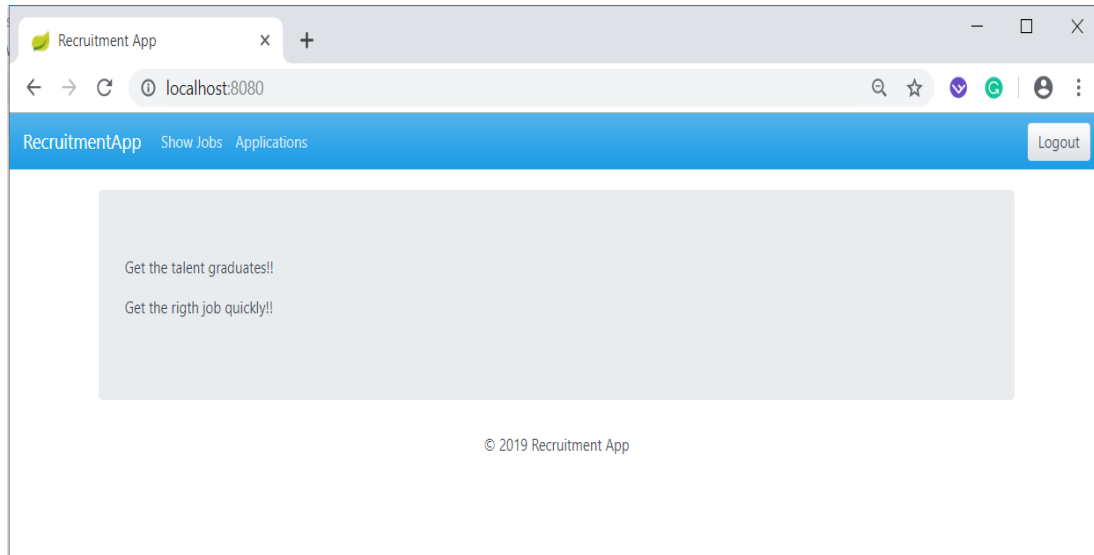 Recruitment App
localhost:8080
RecruitmentApp Show Jobs Applications Logout
Get the talent graduates!!
Get the rigth job quickly!!
© 2019 Recruitment App